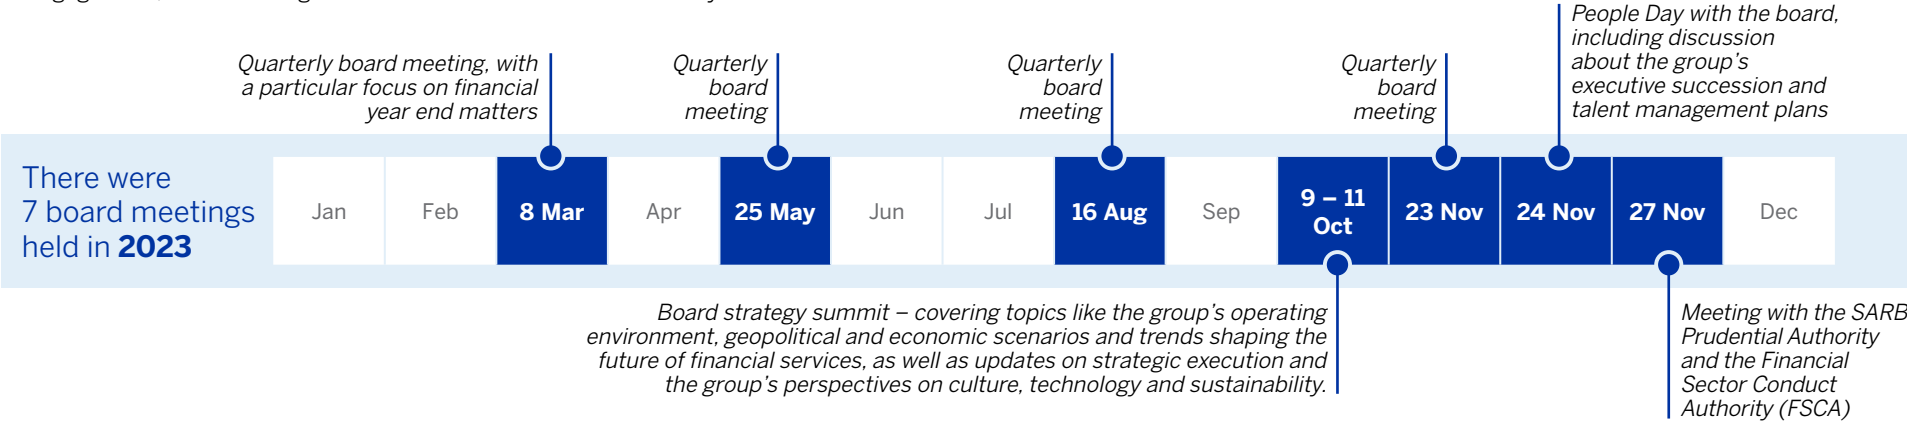 People Day with the board,
including discussion
about the group's
executive succession and
talent management plans
Quarterly board meeting, with
a particular focus on financial
year end matters
Quarterly
board
meeting
Quarterly
board
meeting
Quarterly
board
meeting
There were
7 board meetings
held in 2023
Jan
Feb
8 Mar
Apr
25 May
Jun
Jul
16 Aug
Sep
9 – 11
Oct
23 Nov
24 Nov
27 Nov
Dec
Board strategy summit – covering topics like the group's operating
environment, geopolitical and economic scenarios and trends shaping the
future of financial services, as well as updates on strategic execution and
the group's perspectives on culture, technology and sustainability.
Meeting with the SARB
Prudential Authority
and the Financial
Sector Conduct
Authority (FSCA)